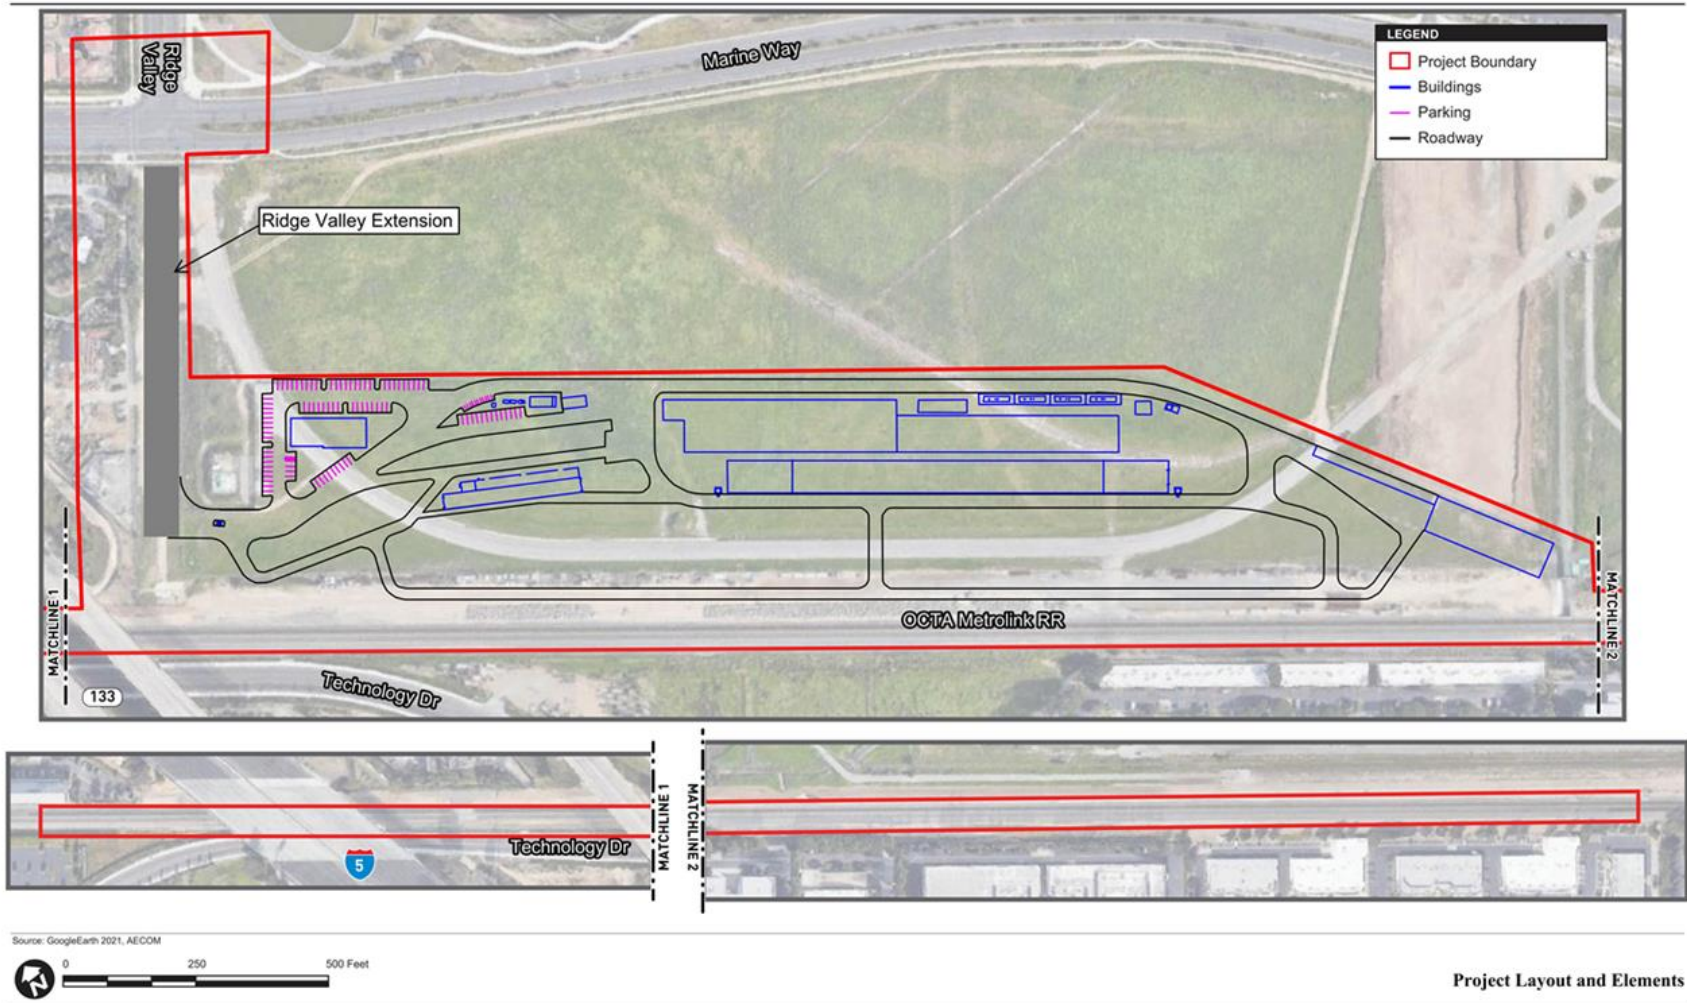 Ridge
Valley
Marine Way
LEGEND
Project Boundary
Buildings
Parking
Roadway
Ridge Valley Extension
OCTA Metrolink RR
MATCHLINE 1
MATCHLINE 2
133
Technology Dr
Technology Dr
5
MATCHLINE 1
MATCHLINE 2
Source: GoogleEarth 2021, AECOM
N
0 250 500 Feet
Project Layout and Elements